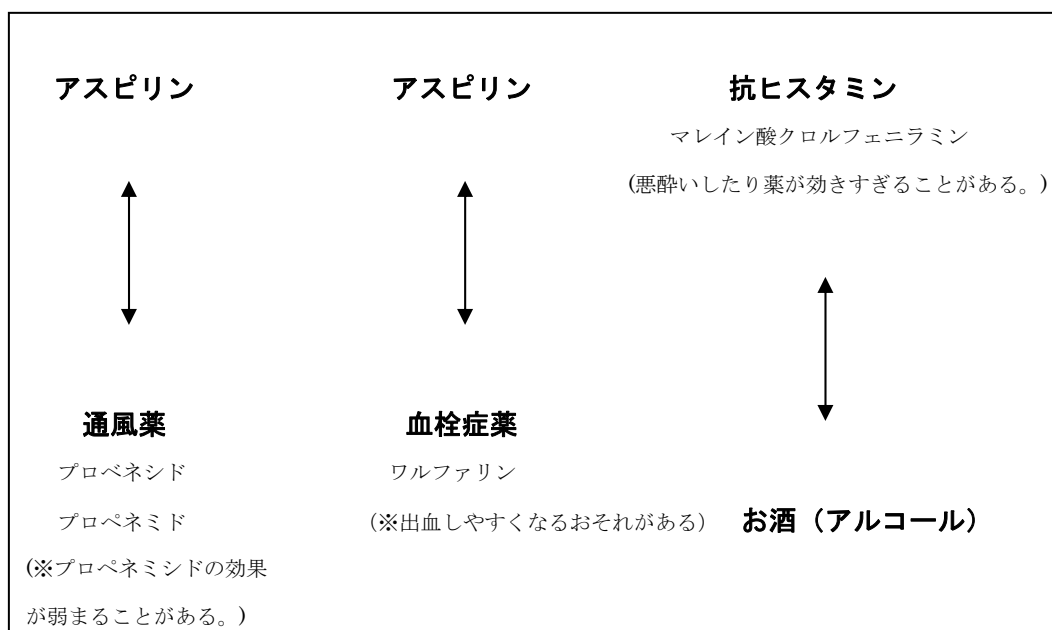 アスピリン
アスピリン
抗ヒスタミン
マレイン酸クロルフェニラミン
(悪酔いしたり薬が効きすぎることがある。)
通風薬
プロベネシド
プロペネミド
(※プロペネミシドの効果
が弱まることがある。)
血栓症薬
ワルファリン
（※出血しやすくなるおそれがある）
お酒（アルコール）